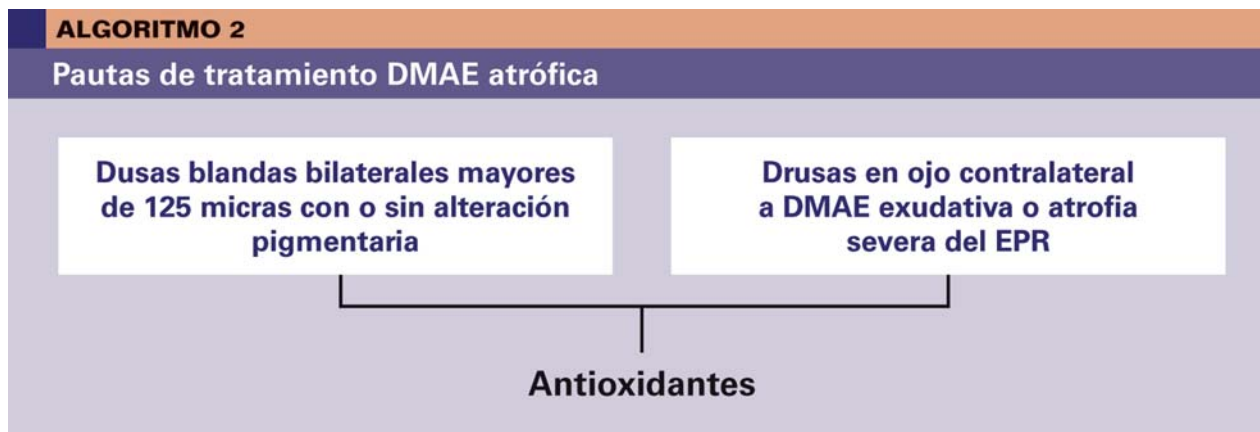 ALGORITMO 2
Pautas de tratamiento DMAE atrófica
Dusas blandas bilaterales mayores
de 125 micras con o sin alteración
pigmentaria
Drusas en ojo contralateral
a DMAE exudativa o atrofia
severa del EPR
Antioxidantes